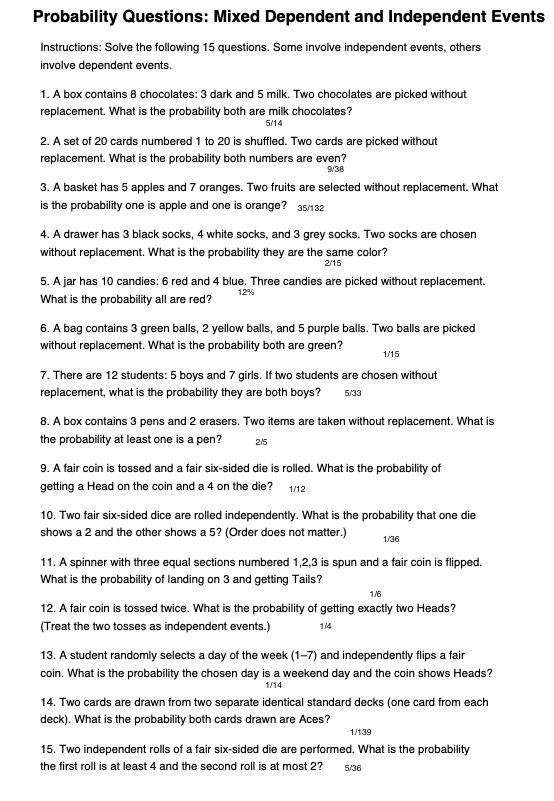 Probability Questions: Mixed Dependent and Independent Events
Instructions: Solve the following 15 questions. Some involve independent events, others
involve dependent events.
1. A box contains 8 chocolates: 3 dark and 5 milk. Two chocolates are picked without
replacement. What is the probability both are milk chocolates?
5/14
2. A set of 20 cards numbered 1 to 20 is shuffled. Two cards are picked without
replacement. What is the probability both numbers are even?
9/38
3. A basket has 5 apples and 7 oranges. Two fruits are selected without replacement. What
is the probability one is apple and one is orange? 35/132
4. A drawer has 3 black socks, 4 white socks, and 3 grey socks. Two socks are chosen
without replacement. What is the probability they are the same color?
2/15
5. A jar has 10 candies: 6 red and 4 blue. Three candies are picked without replacement.
What is the probability all are red? 12%
6. A bag contains 3 green balls, 2 yellow balls, and 5 purple balls. Two balls are picked
without replacement. What is the probability both are green?
1/15
7. There are 12 students: 5 boys and 7 girls. If two students are chosen without
replacement, what is the probability they are both boys? 5/33
8. A box contains 3 pens and 2 erasers. Two items are taken without replacement. What is
the probability at least one is a pen? 2/5
9. A fair coin is tossed and a fair six-sided die is rolled. What is the probability of
getting a Head on the coin and a 4 on the die? 1/12
10. Two fair six-sided dice are rolled independently. What is the probability that one die
shows a 2 and the other shows a 5? (Order does not matter.)
1/36
11. A spinner with three equal sections numbered 1,2,3 is spun and a fair coin is flipped.
What is the probability of landing on 3 and getting Tails?
1/6
12. A fair coin is tossed twice. What is the probability of getting exactly two Heads?
(Treat the two tosses as independent events.) 1/4
13. A student randomly selects a day of the week (1–7) and independently flips a fair
coin. What is the probability the chosen day is a weekend day and the coin shows Heads?
1/14
14. Two cards are drawn from two separate identical standard decks (one card from each
deck). What is the probability both cards drawn are Aces?
1/139
15. Two independent rolls of a fair six-sided die are performed. What is the probability
the first roll is at least 4 and the second roll is at most 2? 5/36